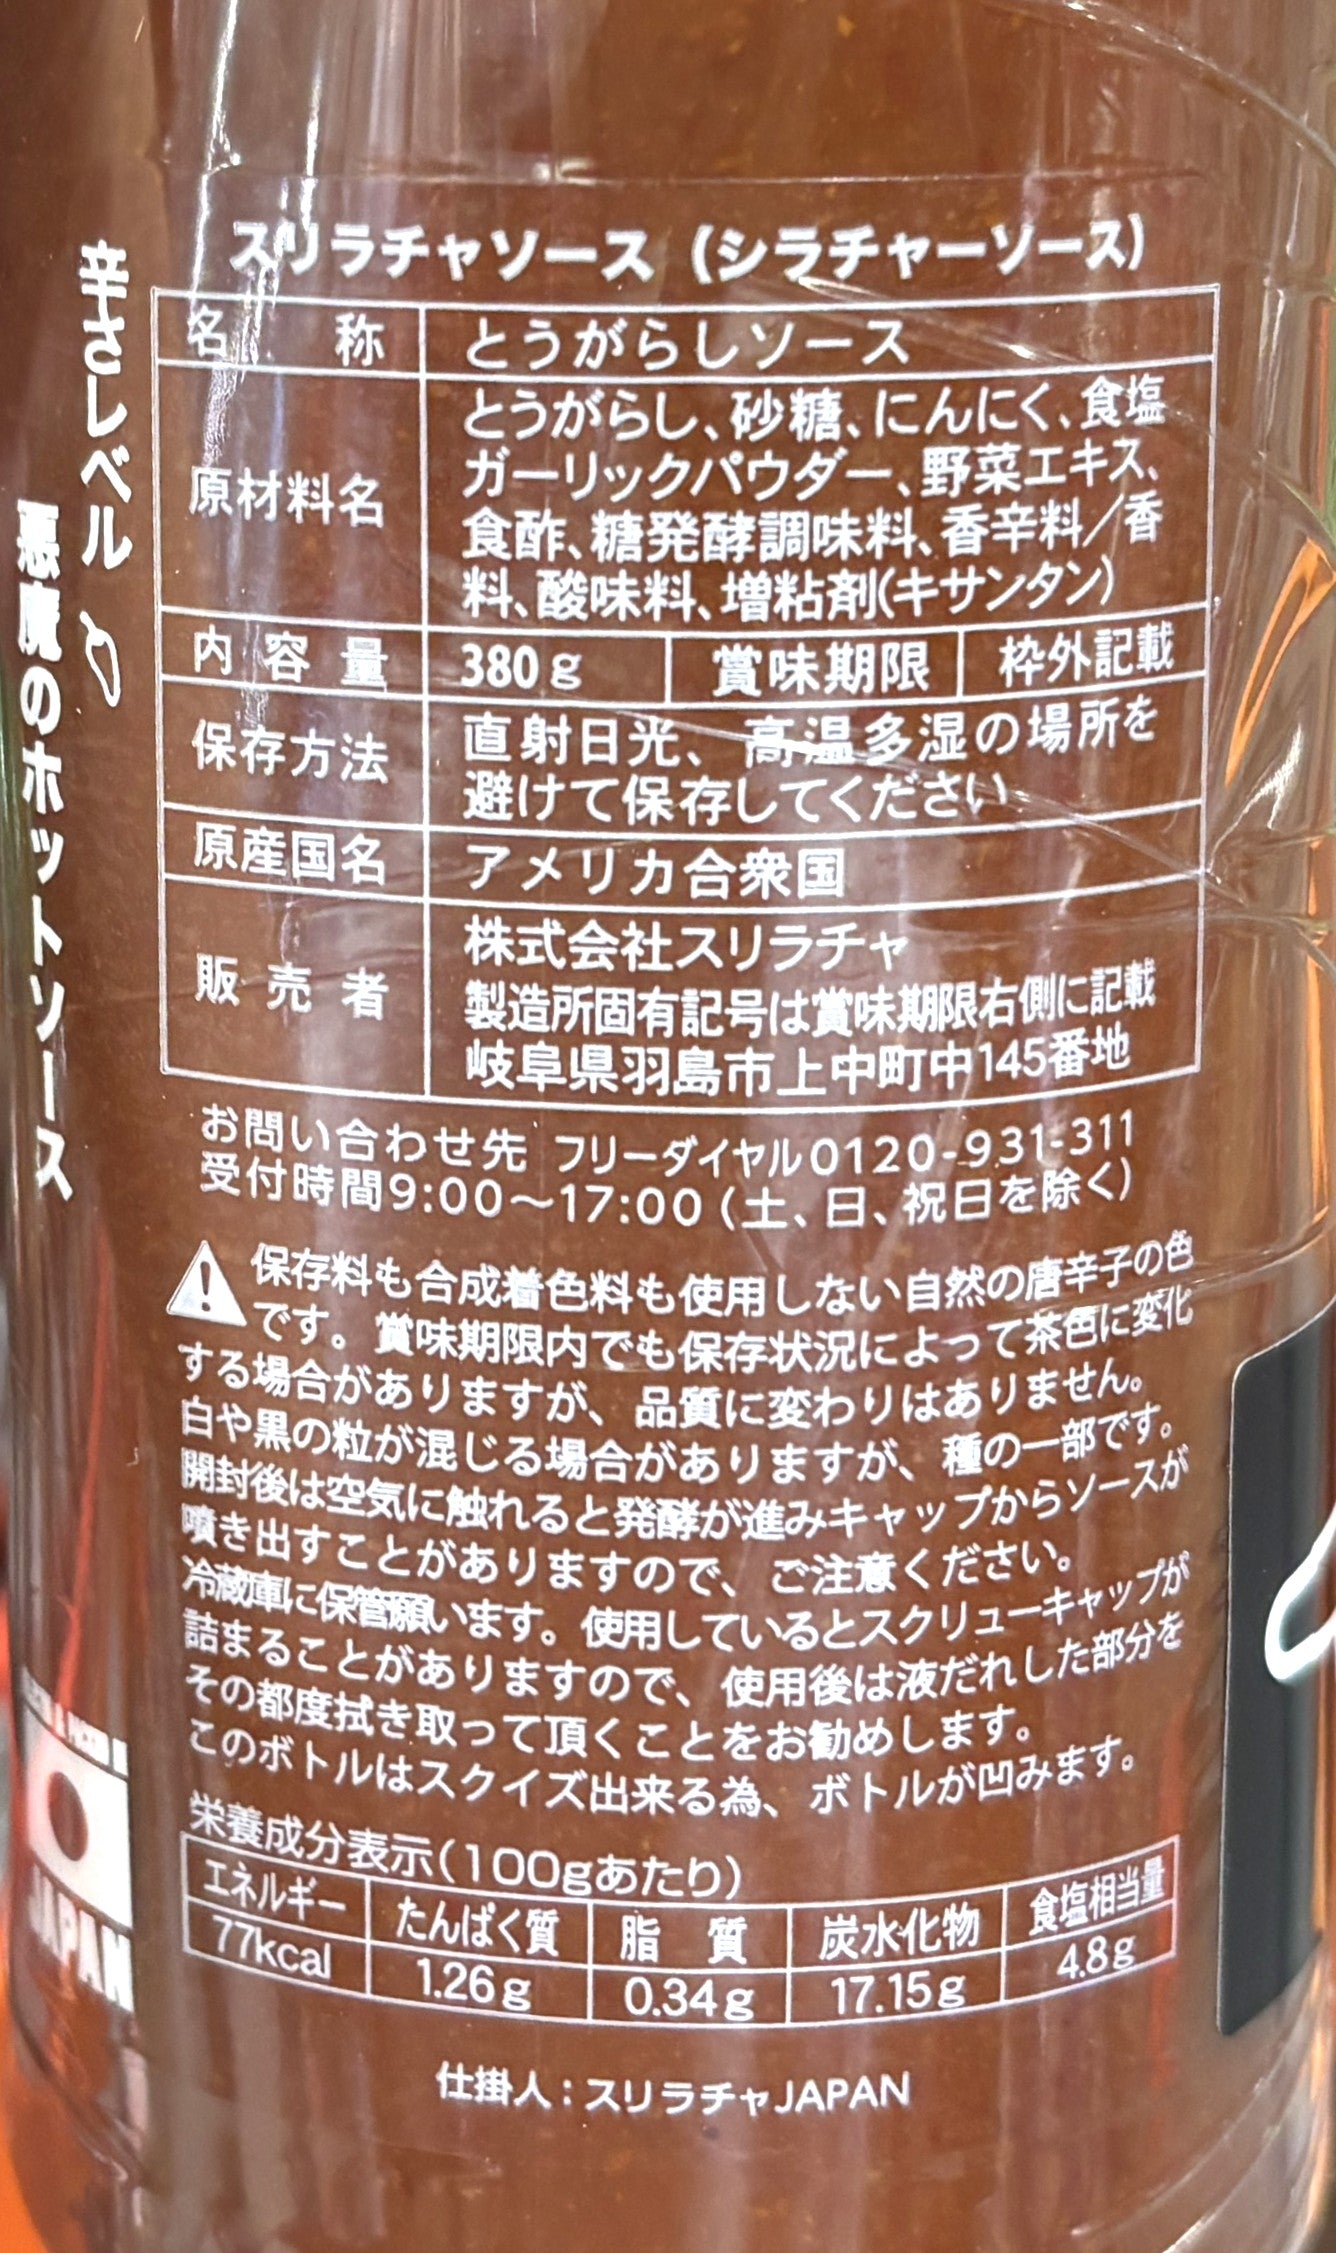 スリラチャソース（シラチャーソース）
名称 とうがらしソース
原材料名 とうがらし、砂糖、にんにく、食塩
ガーリックパウダー、野菜エキス、
食酢、糖発酵調味料、香辛料／香
料、酸味料、増粘剤(キサンタン)
内容量 380g 賞味期限 枠外記載
保存方法 直射日光、高温多湿の場所を
避けて保存してください
原産国名 アメリカ合衆国
販売者 株式会社スリラチャ
製造所固有記号は賞味期限右側に記載
岐阜県羽島市上中町中145番地
お問い合わせ先 フリーダイヤル0120-931-311
受付時間9:00〜17:00（土、日、祝日を除く）
保存料も合成着色料も使用しない自然の唐辛子の色
です。賞味期限内でも保存状況によって茶色に変化
する場合がありますが、品質に変わりはありません。
白や黒の粒が混じる場合がありますが、種の一部です。
開封後は空気に触れると発酵が進みキャップからソースが
噴き出すことがありますので、ご注意ください。
冷蔵庫に保管願います。使用しているとスクリューキャップが
詰まることがありますので、使用後は液だれした部分を
その都度拭き取って頂くことをお勧めします。
このボトルはスクイズ出来る為、ボトルが凹みます。
栄養成分表示(100gあたり)
エネルギー たんぱく質 脂質 炭水化物 食塩相当量
77kcal 1.26g 0.34g 17.15g 4.8g
仕掛人：スリラチャJAPAN
辛さレベル
悪魔のホットソース
JAPAN